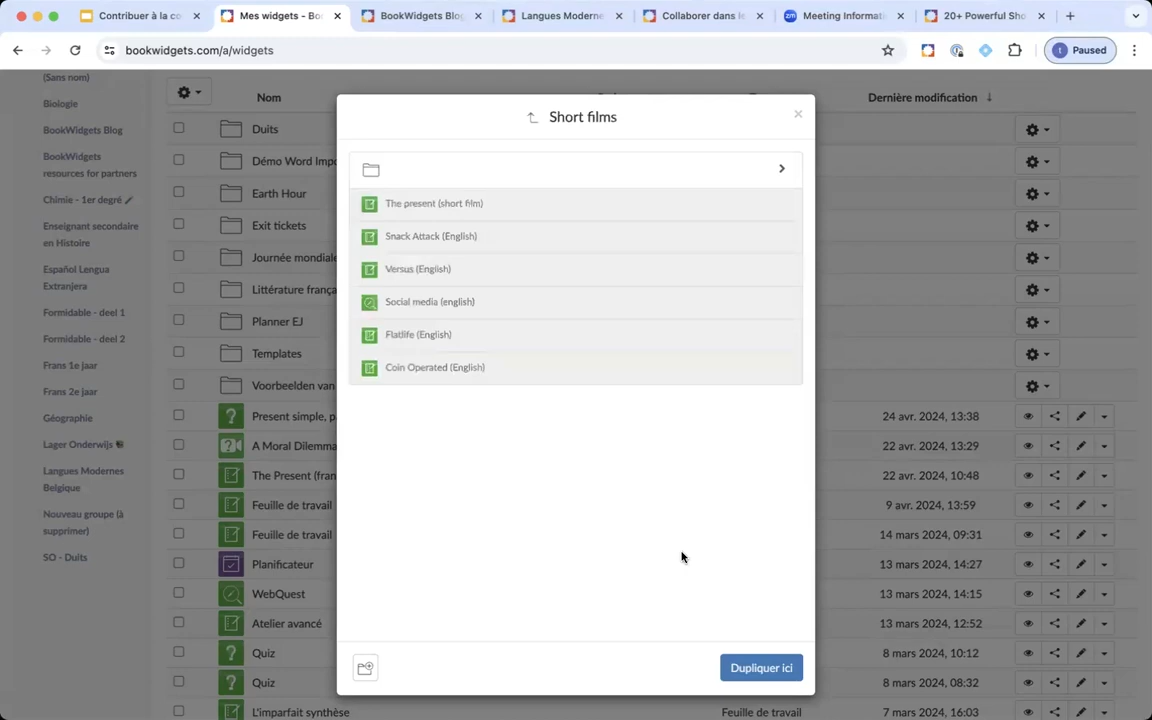 Contribuer à la co
Mes widgets - Bo
BookWidgets Blog
Langues Moderne
Collaborer dans le
Meeting Informati
20+ Powerful Sho
bookwidgets.com/a/widgets
Paused
(Sans nom)
Biologie
BookWidgets Blog
BookWidgets
resources for partners
Chimie - 1er degré
Enseignant secondaire
en Histoire
Español Lengua
Extranjera
Formidable - deel 1
Formidable - deel 2
Frans 1e jaar
Frans 2e jaar
Géographie
Lager Onderwijs
Langues Modernes
Belgique
Nouveau groupe (à
supprimer)
SO - Duits
Nom
Dernière modification
Duits
Démo Word Impo
Earth Hour
Exit tickets
Journée mondiale
Littérature frança
Planner EJ
Templates
Voorbeelden van
Present simple, p
24 avr. 2024, 13:38
A Moral Dilemma
22 avr. 2024, 13:29
The Present (fran
22 avr. 2024, 10:48
Feuille de travail
9 avr. 2024, 13:59
Feuille de travail
14 mars 2024, 09:31
Planificateur
13 mars 2024, 14:27
WebQuest
13 mars 2024, 14:15
Atelier avancé
13 mars 2024, 12:52
Quiz
8 mars 2024, 10:12
Quiz
8 mars 2024, 08:32
L'imparfait synthèse
Feuille de travail
7 mars 2024, 16:03
Short films
The present (short film)
Snack Attack (English)
Versus (English)
Social media (english)
Flatlife (English)
Coin Operated (English)
Dupliquer ici